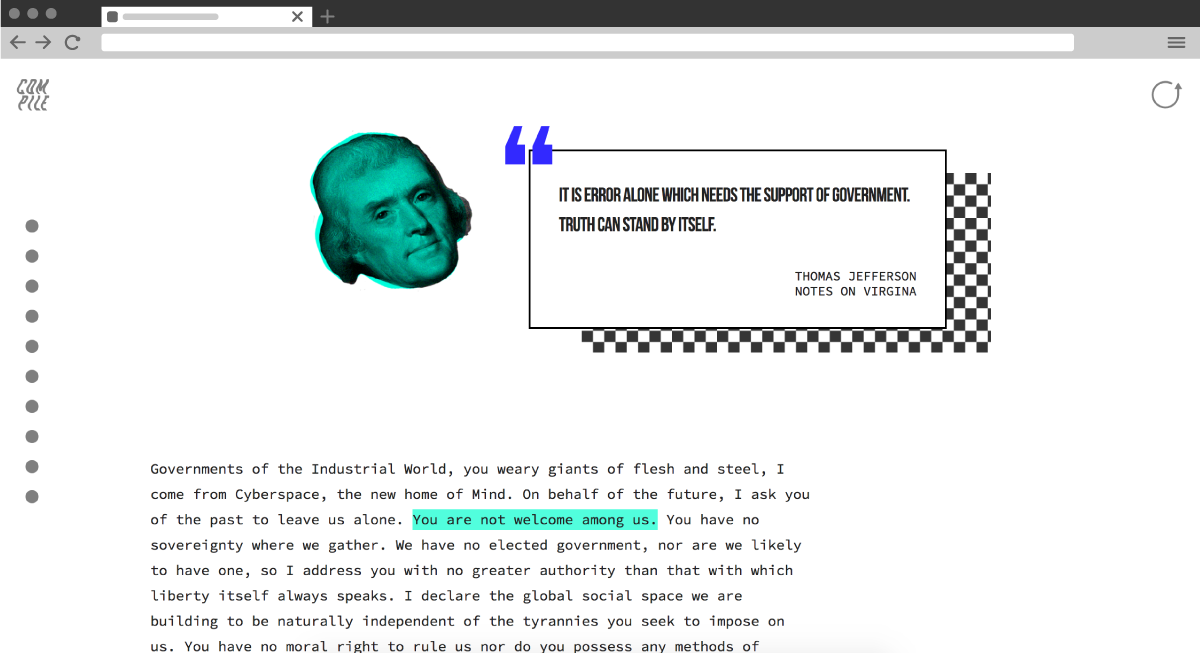 COM
PILE
“
IT IS ERROR ALONE WHICH NEEDS THE SUPPORT OF GOVERNMENT.
TRUTH CAN STAND BY ITSELF.
THOMAS JEFFERSON
NOTES ON VIRGINA
Governments of the Industrial World, you weary giants of flesh and steel, I
come from Cyberspace, the new home of Mind. On behalf of the future, I ask you
of the past to leave us alone. You are not welcome among us. You have no
sovereignty where we gather. We have no elected government, nor are we likely
to have one, so I address you with no greater authority than that with which
liberty itself always speaks. I declare the global social space we are
building to be naturally independent of the tyrannies you seek to impose on
us. You have no moral right to rule us nor do you possess any methods of